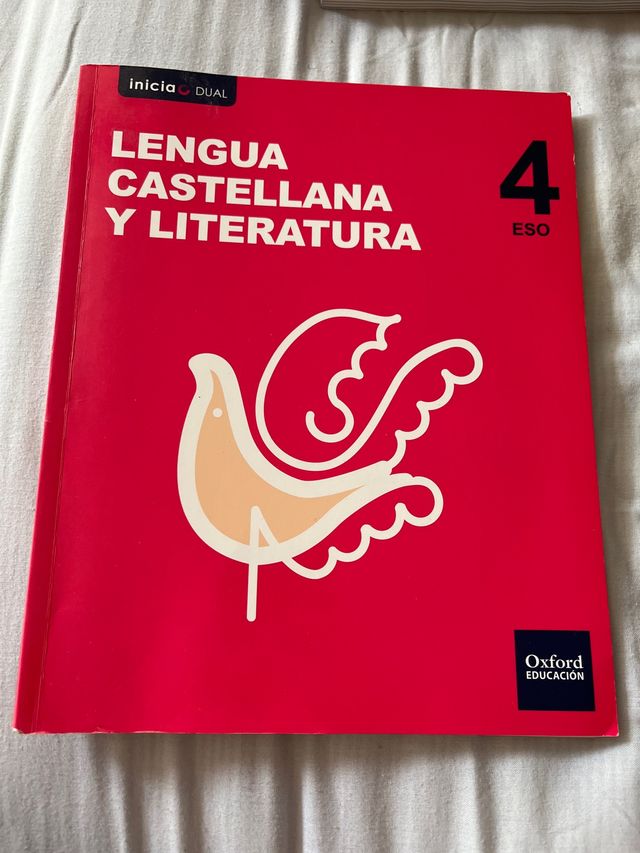 inicia DUAL
LENGUA
CASTELLANA
Y LITERATURA
4
ESO
Oxford
EDUCACIÓN